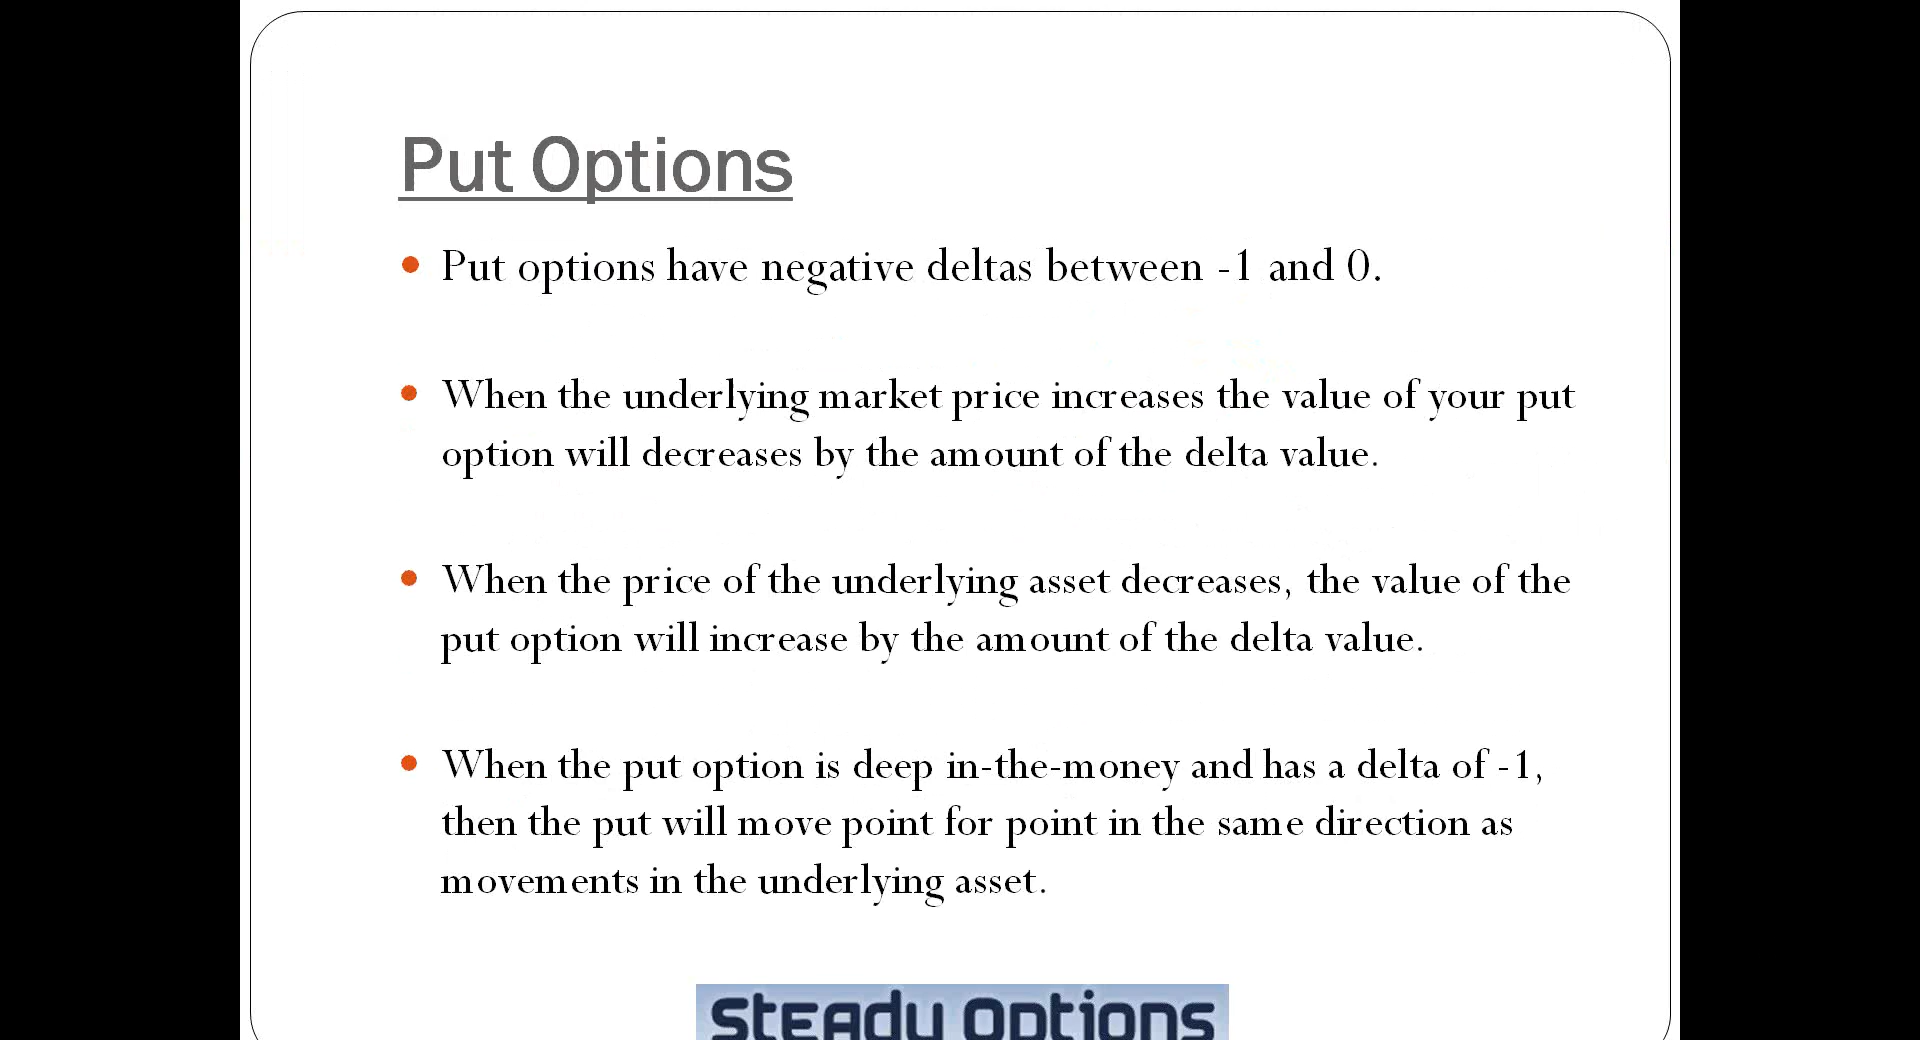 Put Options
Put options have negative deltas between -1 and 0.
When the underlying market price increases the value of your put
option will decreases by the amount of the delta value.
When the price of the underlying asset decreases, the value of the
put option will increase by the amount of the delta value.
When the put option is deep in-the-money and has a delta of -1,
then the put will move point for point in the same direction as
movements in the underlying asset.
Steady Options